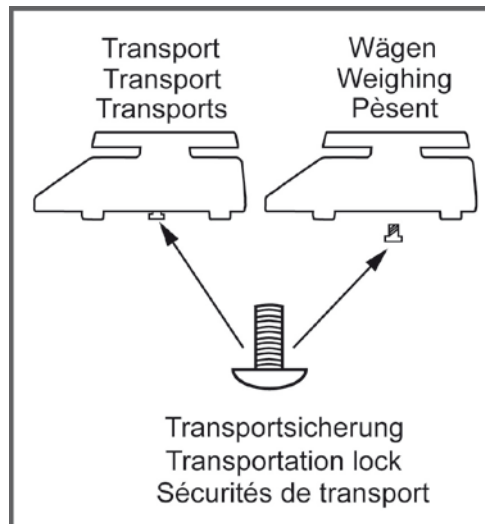 Transport
Transport
Transports
Wägen
Weighing
Pèsent
Transportsicherung
Transportation lock
Sécurités de transport